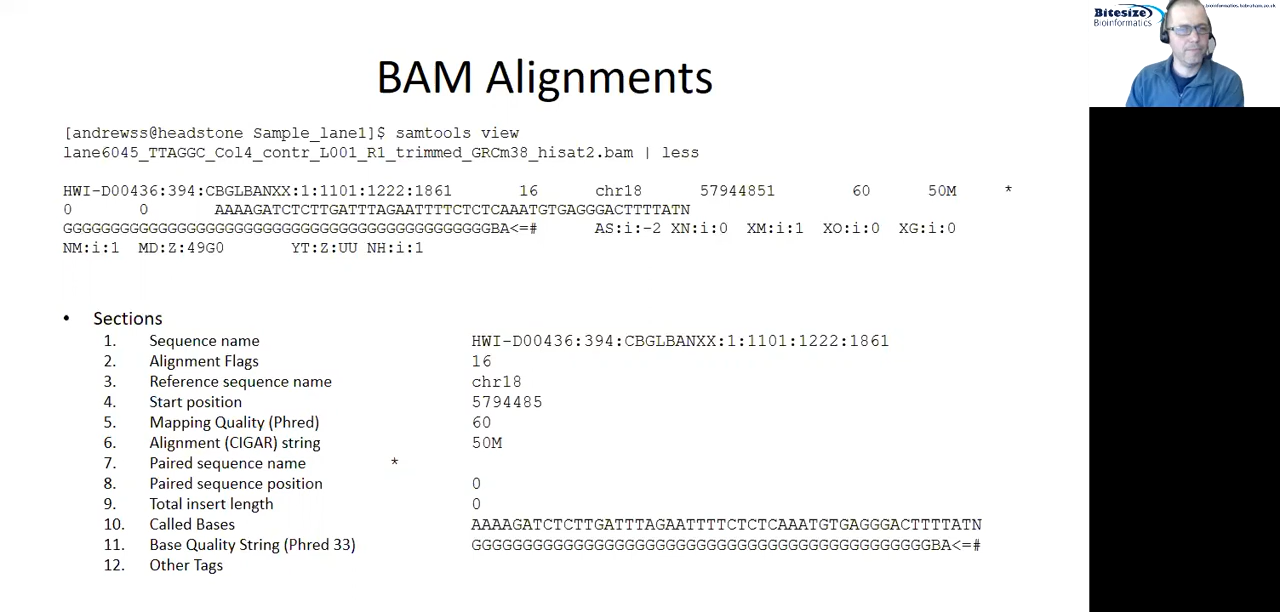 Bitesize
Bioinformatics
BAM Alignments
[andrewss@headstone Sample_lane1]$ samtools view
lane6045_TTAGGC_Col4_contr_L001_R1_trimmed_GRCm38_hisat2.bam | less
HWI-D00436:394:CBGLBANXX:1:1101:1222:1861 16 chr18 57944851 60 50M *
0 0 AAAAGATCTCTTGATTTAGAATTTTCTCTCAAATGTGAGGGACTTTTATN
GGGGGGGGGGGGGGGGGGGGGGGGGGGGGGGGGGGGGGGGGGGGGBA<=# AS:i:-2 XN:i:0 XM:i:1 XO:i:0 XG:i:0
NM:i:1 MD:Z:49G0 YT:Z:UU NH:i:1
• Sections
1. Sequence name HWI-D00436:394:CBGLBANXX:1:1101:1222:1861
2. Alignment Flags 16
3. Reference sequence name chr18
4. Start position 5794485
5. Mapping Quality (Phred) 60
6. Alignment (CIGAR) string 50M
7. Paired sequence name *
8. Paired sequence position 0
9. Total insert length 0
10. Called Bases AAAAGATCTCTTGATTTAGAATTTTCTCTCAAATGTGAGGGACTTTTATN
11. Base Quality String (Phred 33) GGGGGGGGGGGGGGGGGGGGGGGGGGGGGGGGGGGGGGGGGGGGGBA<=#
12. Other Tags